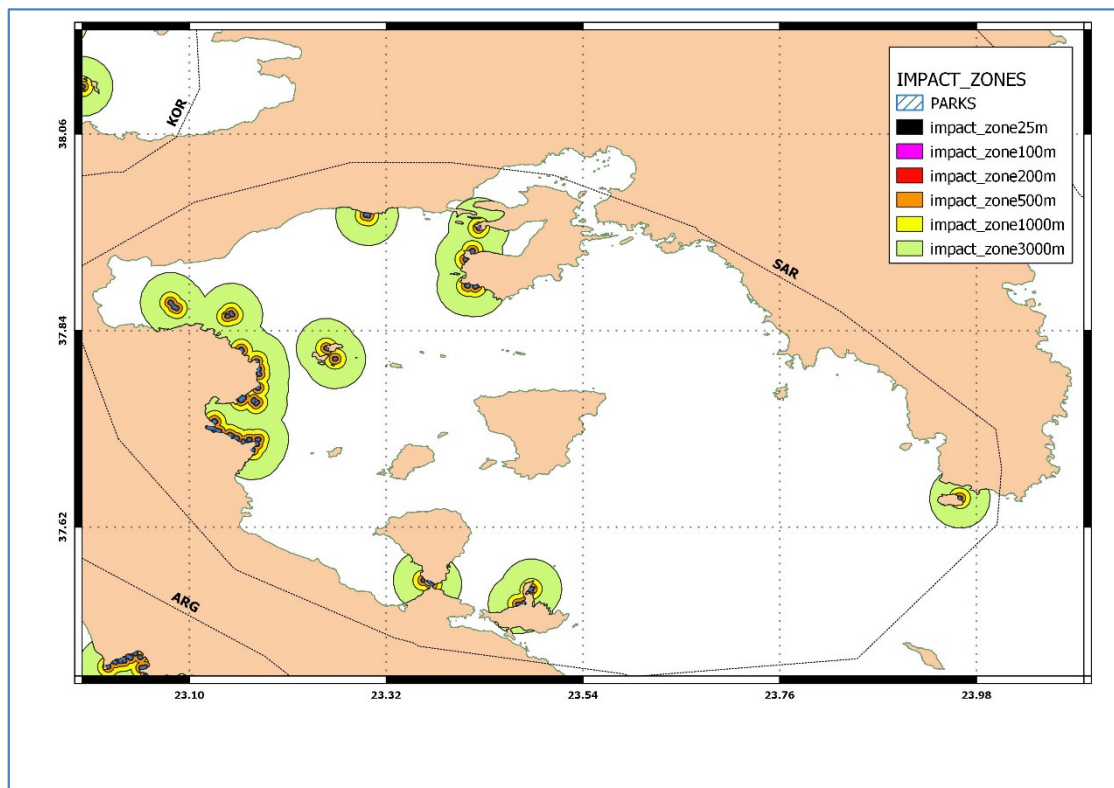 IMPACT_ZONES
PARKS
impact_zone25m
impact_zone100m
impact_zone200m
impact_zone500m
impact_zone1000m
impact_zone3000m
KOR
SAR
ARG
38.06
37.84
37.62
23.10 23.32 23.54 23.76 23.98